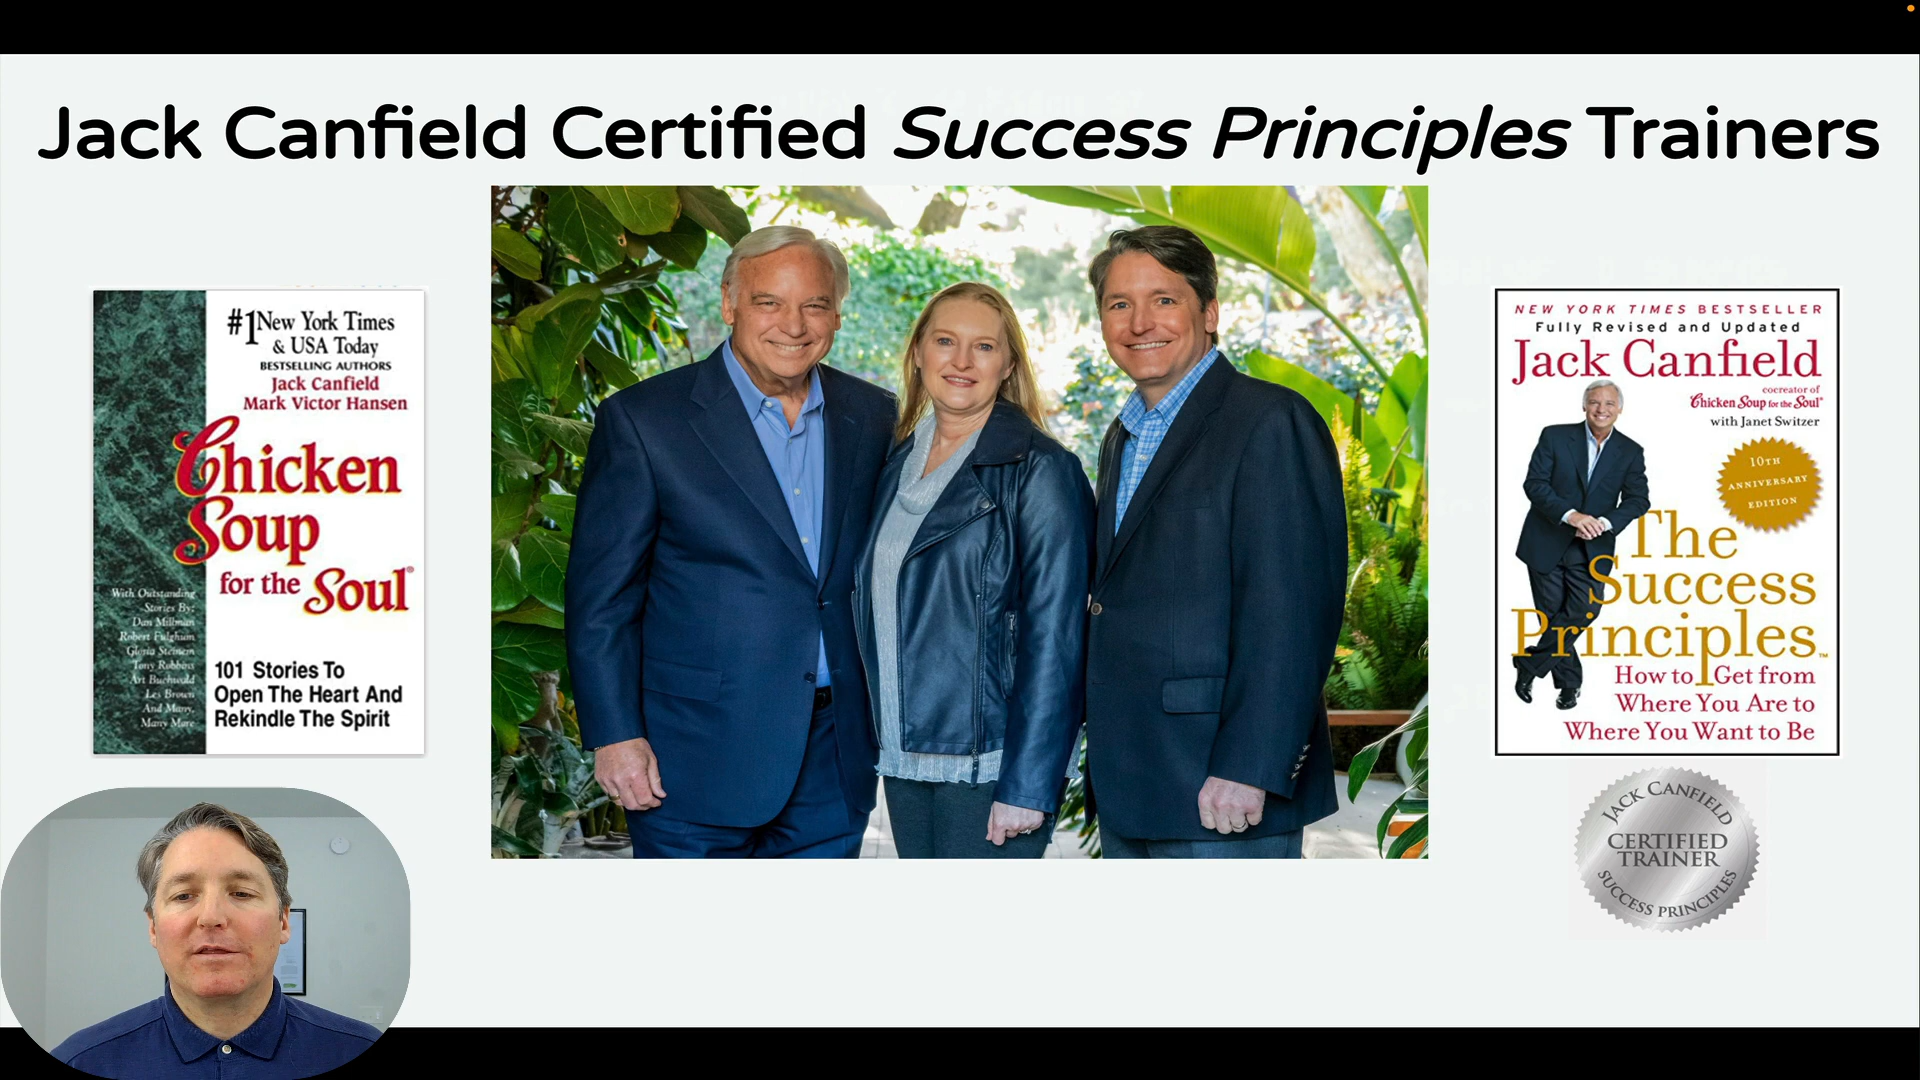 Jack Canfield Certified Success Principles Trainers
#1 New York Times
& USA Today
BESTSELLING AUTHORS
Jack Canfield
Mark Victor Hansen
Chicken
Soup
for the Soul®
With Outstanding
Stories By:
Dan Millman
Robert Fulghum
Gloria Steinem
Tony Robbins
Art Buchwald
Les Brown
And Many,
Many More
101 Stories To
Open The Heart And
Rekindle The Spirit
NEW YORK TIMES BESTSELLER
Fully Revised and Updated
Jack Canfield
cocreator of
Chicken Soup for the Soul®
with Janet Switzer
10TH
ANNIVERSARY
EDITION
The
Success
Principles™
How to Get from
Where You Are to
Where You Want to Be
JACK CANFIELD
CERTIFIED
TRAINER
SUCCESS PRINCIPLES